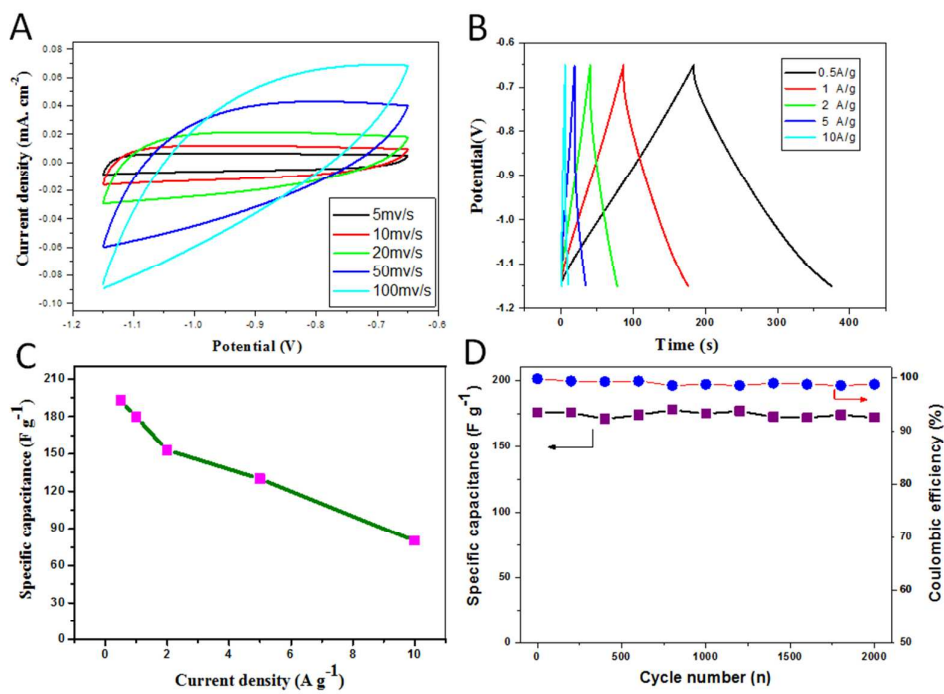 A
Current density (mA. cm-2)
0.08
0.06
0.04
0.02
0.00
-0.02
-0.04
-0.06
-0.08
-0.10
5mv/s
10mv/s
20mv/s
50mv/s
100mv/s
-1.2 -1.1 -1.0 -0.9 -0.8 -0.7 -0.6
Potential (V)
B
Potential(V)
-0.6
-0.7
-0.8
-0.9
-1.0
-1.1
-1.2
0.5A/g
1 A/g
2 A/g
5 A/g
10A/g
0 100 200 300 400
Time (s)
C
Specific capacitance (F g-1)
210
180
150
120
90
60
30
0
0 2 4 6 8 10
Current density (A g-1)
D
Specific capacitance (F g-1)
200
150
100
50
0
100
90
80
70
60
50
Coulombic efficiency (%)
0 500 1000 1500 2000
Cycle number (n)